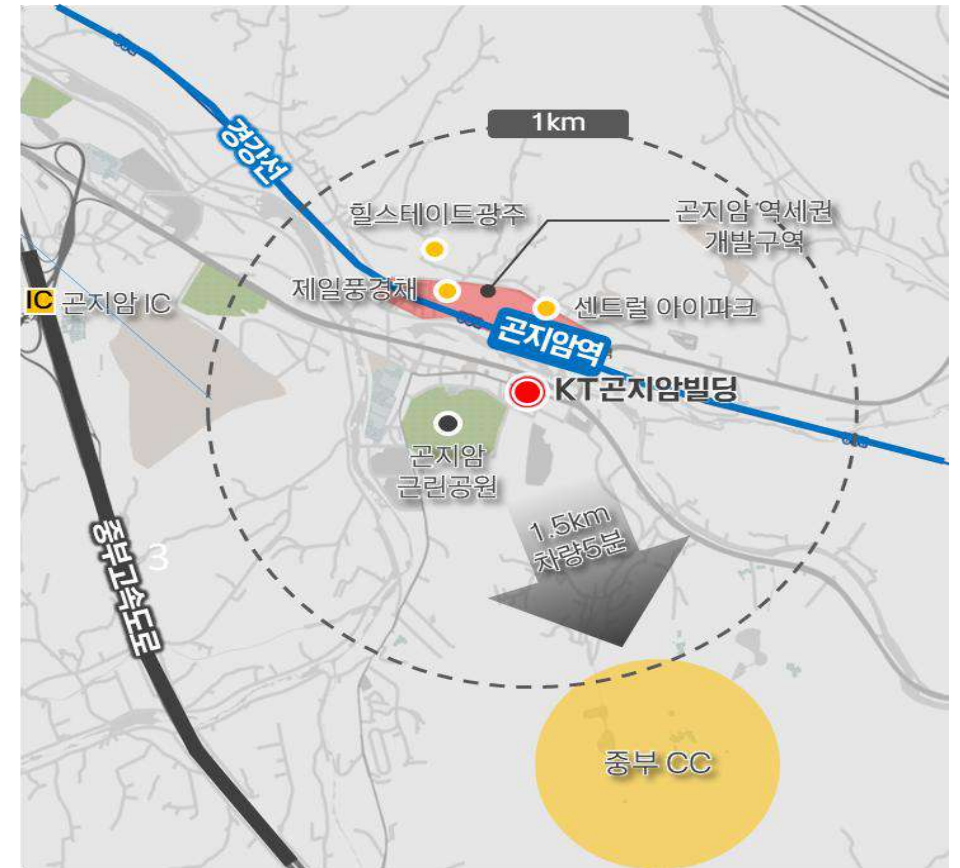 1km
경강선
힐스테이트광주
곤지암 역세권
개발구역
제일풍경채
센트럴 아이파크
IC 곤지암 IC
곤지암역
KT곤지암빌딩
곤지암
근린공원
1.5km
차량5분
3
중부고속도로
중부 CC